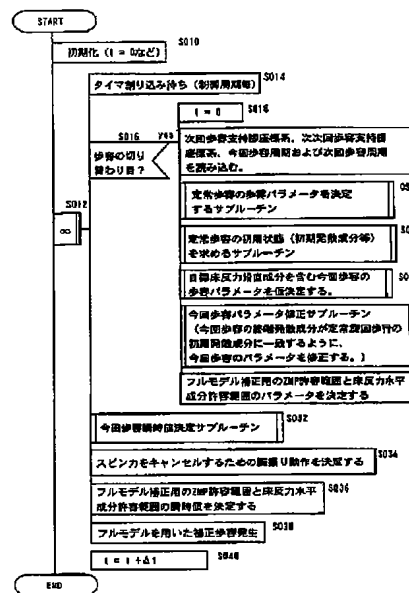 START
S010
初期化(t = 0など)
S014
タイマ割り込み待ち(制御周期毎)
S016
yes
S018
t = 0
歩容の切り
替わり目?
次回歩容支持脚座標系、次次回歩容支持脚
座標系、今回歩容周期および次回歩容周期
を読み込む。
S012
∞
定常歩容の歩容パラメータを決定
するサブルーチン
定常歩容の初期状態(初期発散成分等)
を求めるサブルーチン
目標床反力鉛直成分を含む今回歩容の
歩容パラメータを仮決定する。
今回歩容パラメータ修正サブルーチン
(今回歩容の終端発散成分が定常旋回歩行の
初期発散成分に一致するように、
今回歩容のパラメータを修正する。)
フルモデル補正用のZMP許容範囲と床反力水平
成分許容範囲のパラメータを決定する
S032
今回歩容瞬時値決定サブルーチン
S034
スピン力をキャンセルするための腕振り動作を決定する
S036
フルモデル補正用のZMP許容範囲と床反力水平
成分許容範囲の瞬時値を決定する
S038
フルモデルを用いた補正歩容発生
S040
t = t + Δt
END